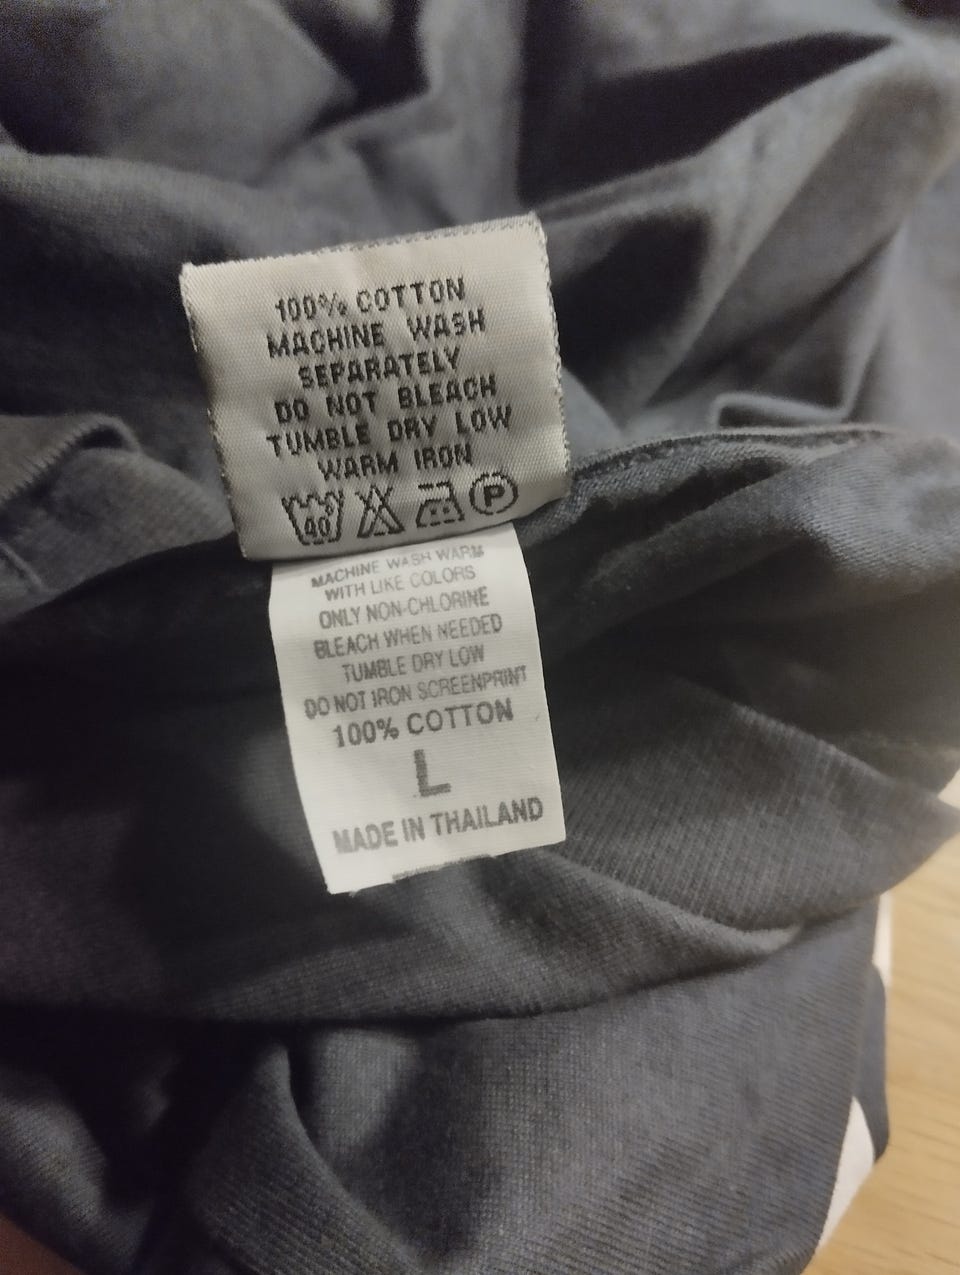 100% COTTON
MACHINE WASH
SEPARATELY
DO NOT BLEACH
TUMBLE DRY LOW
WARM IRON
40 P
MACHINE WASH WARM
WITH LIKE COLORS
ONLY NON-CHLORINE
BLEACH WHEN NEEDED
TUMBLE DRY LOW
DO NOT IRON SCREENPRINT
100% COTTON
L
MADE IN THAILAND